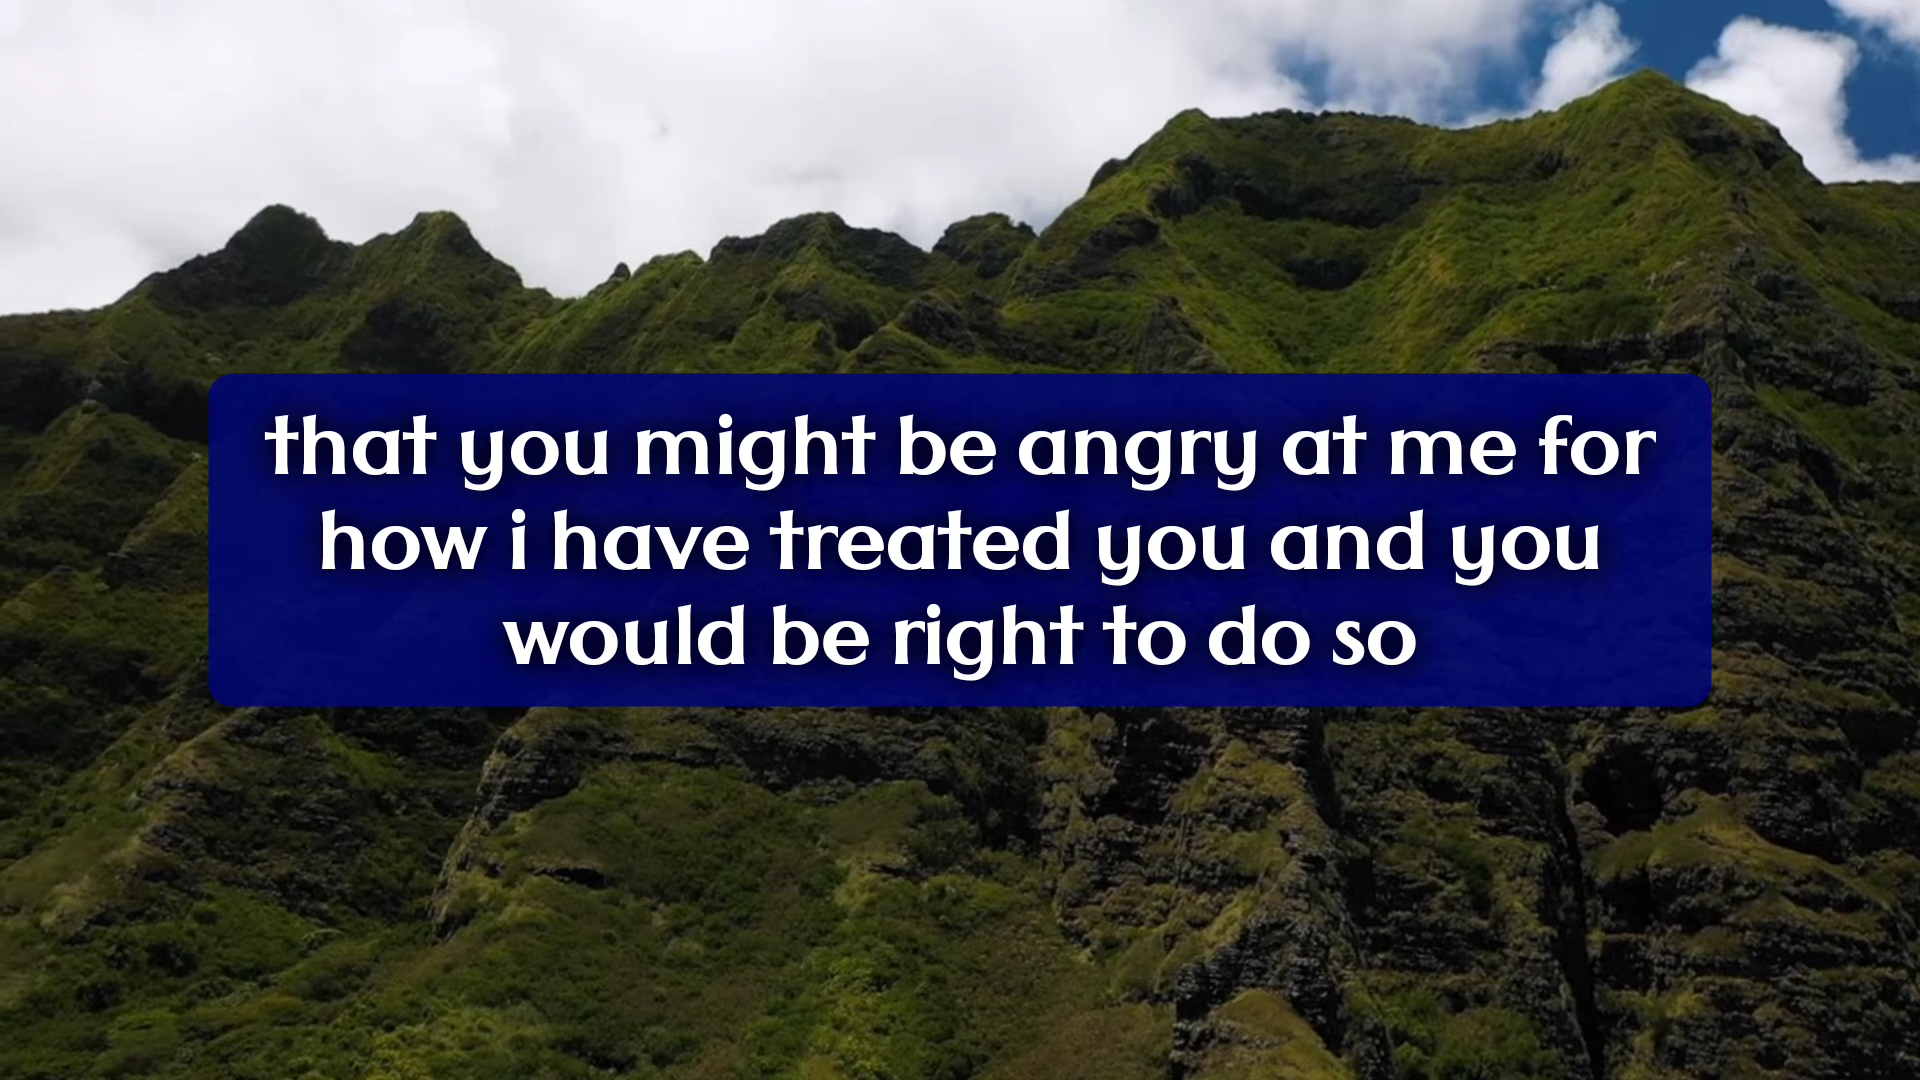 that you might be angry at me for
how i have treated you and you
would be right to do so